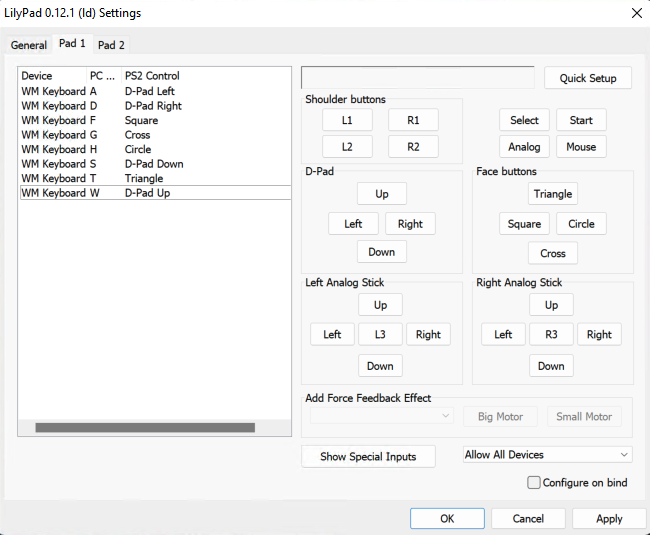 LilyPad 0.12.1 (ld) Settings
General Pad 1 Pad 2
Device PC ... PS2 Control
WM Keyboard A D-Pad Left
WM Keyboard D D-Pad Right
WM Keyboard F Square
WM Keyboard G Cross
WM Keyboard H Circle
WM Keyboard S D-Pad Down
WM Keyboard T Triangle
WM Keyboard W D-Pad Up
Quick Setup
Shoulder buttons
L1 R1
L2 R2
Select Start
Analog Mouse
D-Pad
Up
Left Right
Down
Face buttons
Triangle
Square Circle
Cross
Left Analog Stick
Up
Left L3 Right
Down
Right Analog Stick
Up
Left R3 Right
Down
Add Force Feedback Effect
Big Motor Small Motor
Show Special Inputs Allow All Devices
Configure on bind
OK Cancel Apply